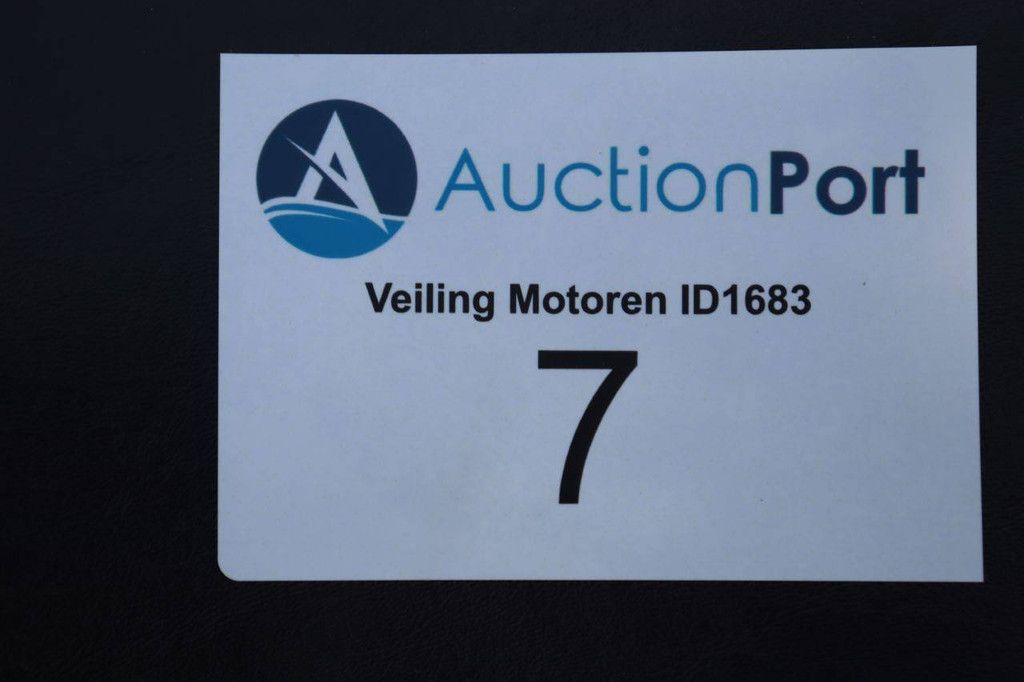 AuctionPort
Veiling Motoren ID1683
7